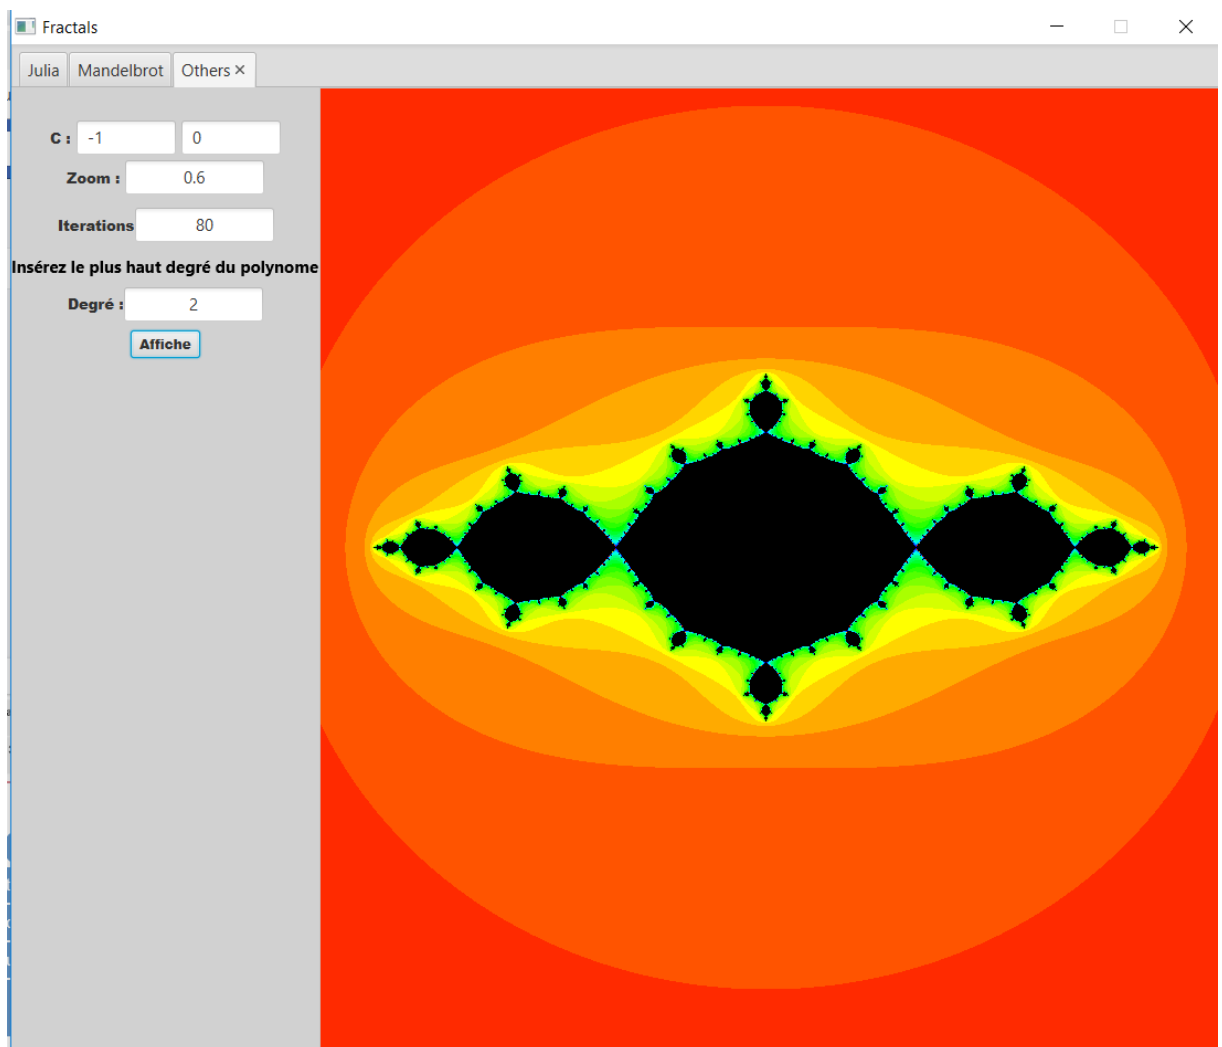 Fractals
Julia Mandelbrot Others ×
C : -1 0
Zoom : 0.6
Iterations 80
Insérez le plus haut degré du polynome
Degré : 2
Affiche